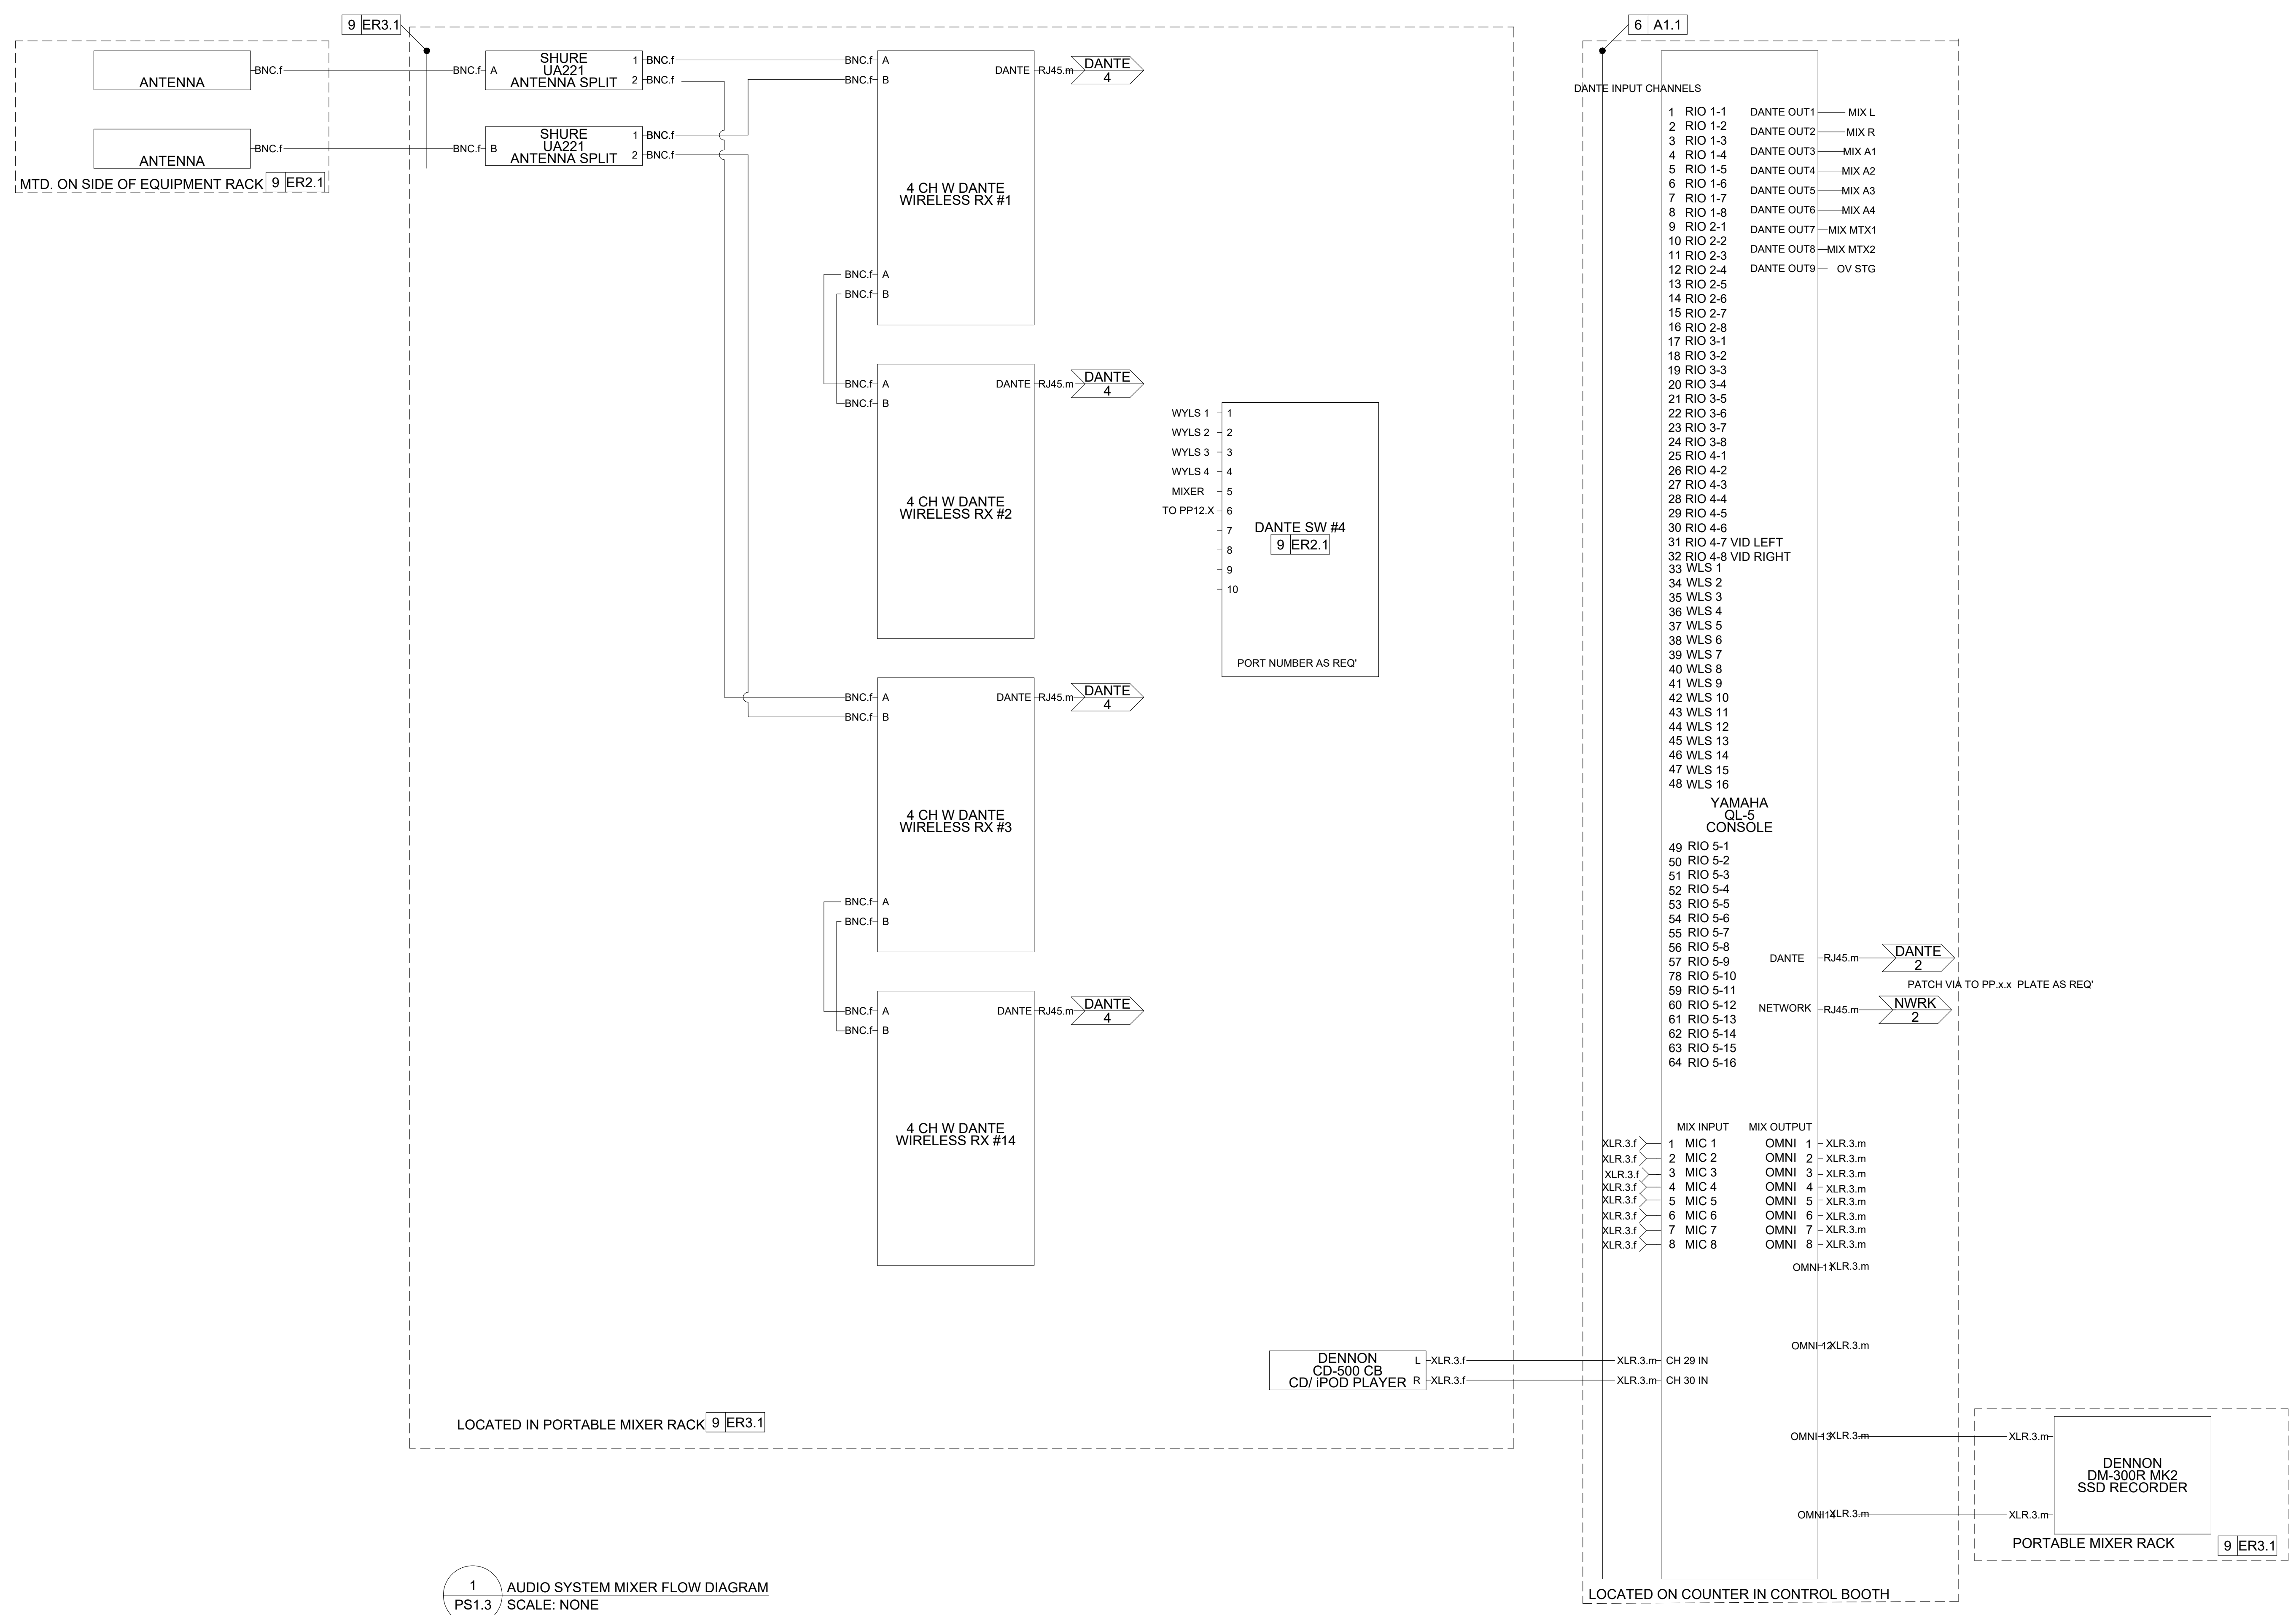 9 ER3.1
ANTENNA
BNC.f
ANTENNA
BNC.f
MTD. ON SIDE OF EQUIPMENT RACK
9 ER2.1
BNC.f A
SHURE
UA221
ANTENNA SPLIT
1 BNC.f
2 BNC.f
BNC.f B
SHURE
UA221
ANTENNA SPLIT
1 BNC.f
2 BNC.f
BNC.f A
BNC.f B
DANTE RJ45.m
DANTE
4
4 CH W DANTE
WIRELESS RX #1
BNC.f A
BNC.f B
BNC.f A
BNC.f B
DANTE RJ45.m
DANTE
4
4 CH W DANTE
WIRELESS RX #2
BNC.f A
BNC.f B
DANTE RJ45.m
DANTE
4
4 CH W DANTE
WIRELESS RX #3
BNC.f A
BNC.f B
BNC.f A
BNC.f B
DANTE RJ45.m
DANTE
4
4 CH W DANTE
WIRELESS RX #14
WYLS 1 1
WYLS 2 2
WYLS 3 3
WYLS 4 4
MIXER 5
TO PP12.X 6
7
8
9
10
DANTE SW #4
9 ER2.1
PORT NUMBER AS REQ'
DENNON
CD-500 CB
CD/ iPOD PLAYER
L XLR.3.f
R XLR.3.f
LOCATED IN PORTABLE MIXER RACK
9 ER3.1
6 A1.1
DANTE INPUT CHANNELS
1 RIO 1-1
2 RIO 1-2
3 RIO 1-3
4 RIO 1-4
5 RIO 1-5
6 RIO 1-6
7 RIO 1-7
8 RIO 1-8
9 RIO 2-1
10 RIO 2-2
11 RIO 2-3
12 RIO 2-4
13 RIO 2-5
14 RIO 2-6
15 RIO 2-7
16 RIO 2-8
17 RIO 3-1
18 RIO 3-2
19 RIO 3-3
20 RIO 3-4
21 RIO 3-5
22 RIO 3-6
23 RIO 3-7
24 RIO 3-8
25 RIO 4-1
26 RIO 4-2
27 RIO 4-3
28 RIO 4-4
29 RIO 4-5
30 RIO 4-6
31 RIO 4-7 VID LEFT
32 RIO 4-8 VID RIGHT
33 WLS 1
34 WLS 2
35 WLS 3
36 WLS 4
37 WLS 5
38 WLS 6
39 WLS 7
40 WLS 8
41 WLS 9
42 WLS 10
43 WLS 11
44 WLS 12
45 WLS 13
46 WLS 14
47 WLS 15
48 WLS 16
DANTE OUT1 MIX L
DANTE OUT2 MIX R
DANTE OUT3 MIX A1
DANTE OUT4 MIX A2
DANTE OUT5 MIX A3
DANTE OUT6 MIX A4
DANTE OUT7 MIX MTX1
DANTE OUT8 MIX MTX2
DANTE OUT9 OV STG
YAMAHA
QL-5
CONSOLE
49 RIO 5-1
50 RIO 5-2
51 RIO 5-3
52 RIO 5-4
53 RIO 5-5
54 RIO 5-6
55 RIO 5-7
56 RIO 5-8
57 RIO 5-9
78 RIO 5-10
59 RIO 5-11
60 RIO 5-12
61 RIO 5-13
62 RIO 5-14
63 RIO 5-15
64 RIO 5-16
DANTE RJ45.m
DANTE
2
PATCH VIA TO PP.x.x PLATE AS REQ'
NETWORK RJ45.m
NWRK
2
MIX INPUT MIX OUTPUT
XLR.3.f 1 MIC 1 OMNI 1 XLR.3.m
XLR.3.f 2 MIC 2 OMNI 2 XLR.3.m
XLR.3.f 3 MIC 3 OMNI 3 XLR.3.m
XLR.3.f 4 MIC 4 OMNI 4 XLR.3.m
XLR.3.f 5 MIC 5 OMNI 5 XLR.3.m
XLR.3.f 6 MIC 6 OMNI 6 XLR.3.m
XLR.3.f 7 MIC 7 OMNI 7 XLR.3.m
XLR.3.f 8 MIC 8 OMNI 8 XLR.3.m
OMNI 11 XLR.3.m
OMNI 12 XLR.3.m
XLR.3.m CH 29 IN
XLR.3.m CH 30 IN
OMNI 13 XLR.3.m
OMNI14 XLR.3.m
LOCATED ON COUNTER IN CONTROL BOOTH
XLR.3.m
XLR.3.m
DENNON
DM-300R MK2
SSD RECORDER
PORTABLE MIXER RACK
9 ER3.1
1
PS1.3
AUDIO SYSTEM MIXER FLOW DIAGRAM
SCALE: NONE